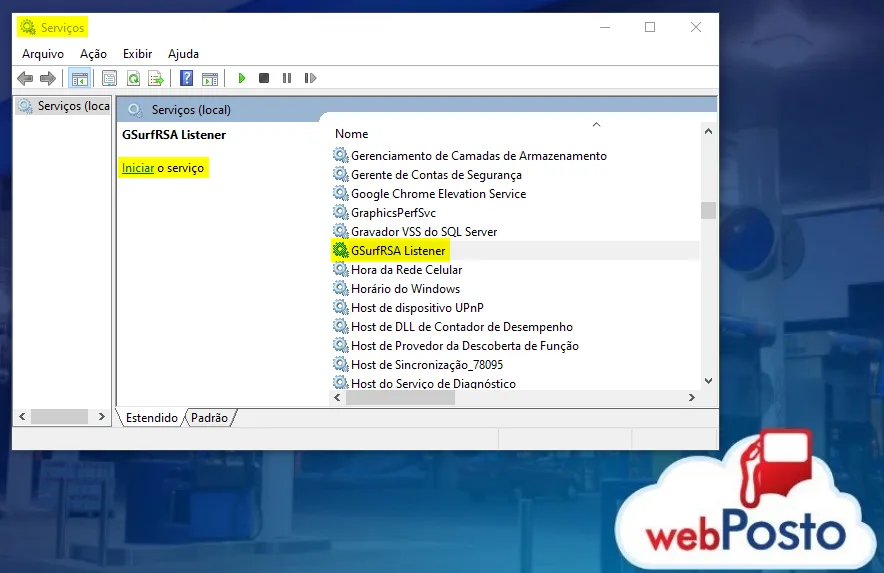 Serviços
Arquivo Ação Exibir Ajuda
Serviços (loca
Serviços (local)
GSurfRSA Listener
Iniciar o serviço
Nome
Gerenciamento de Camadas de Armazenamento
Gerente de Contas de Segurança
Google Chrome Elevation Service
GraphicsPerfSvc
Gravador VSS do SQL Server
GSurfRSA Listener
Hora da Rede Celular
Horário do Windows
Host de dispositivo UPnP
Host de DLL de Contador de Desempenho
Host de Provedor da Descoberta de Função
Host de Sincronização_78095
Host do Serviço de Diagnóstico
Estendido Padrão
webPosto